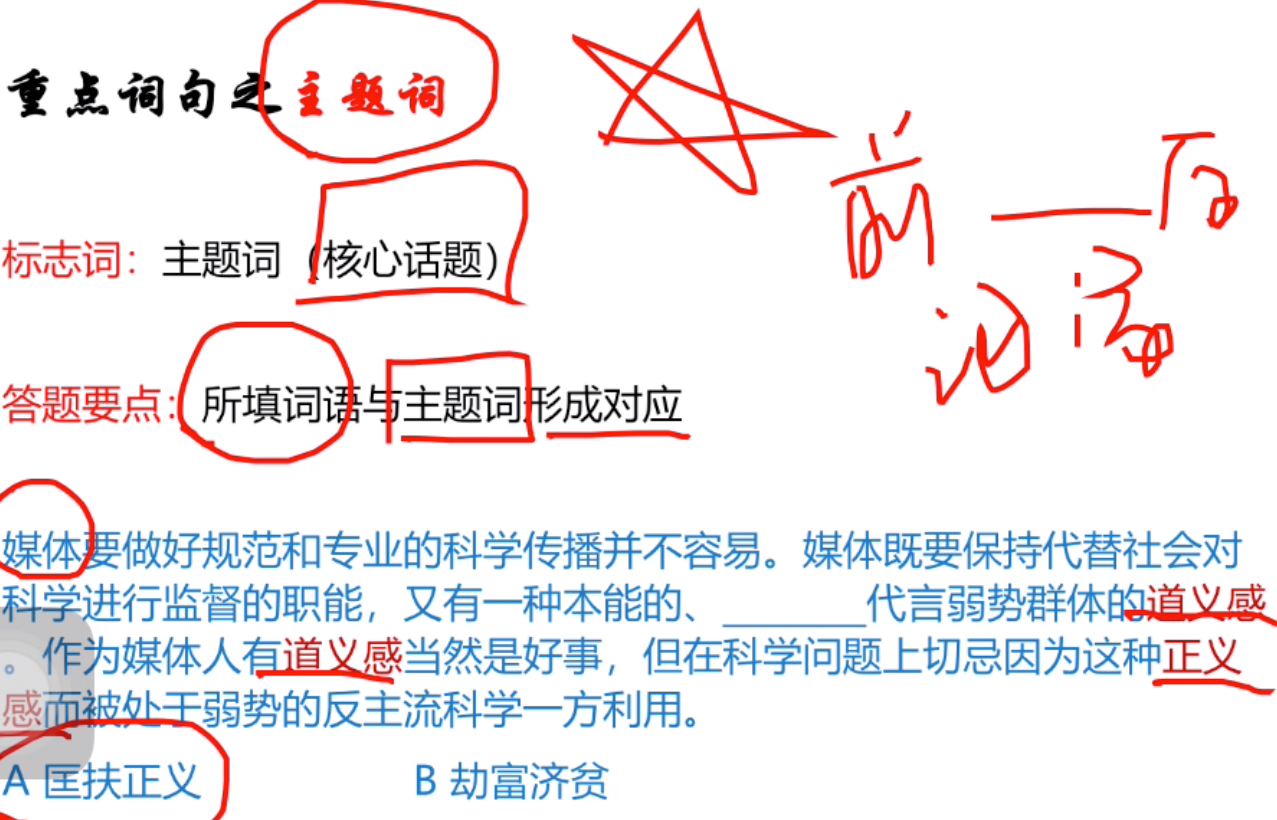 重点词句之主题词
标志词：主题词（核心话题）
答题要点：所填词语与主题词形成对应
媒体要做好规范和专业的科学传播并不容易。媒体既要保持代替社会对
科学进行监督的职能，又有一种本能的、________代言弱势群体的道义感
。作为媒体人有道义感当然是好事，但在科学问题上切忌因为这种正义
感而被处于弱势的反主流科学一方利用。
A 匡扶正义 B 劫富济贫